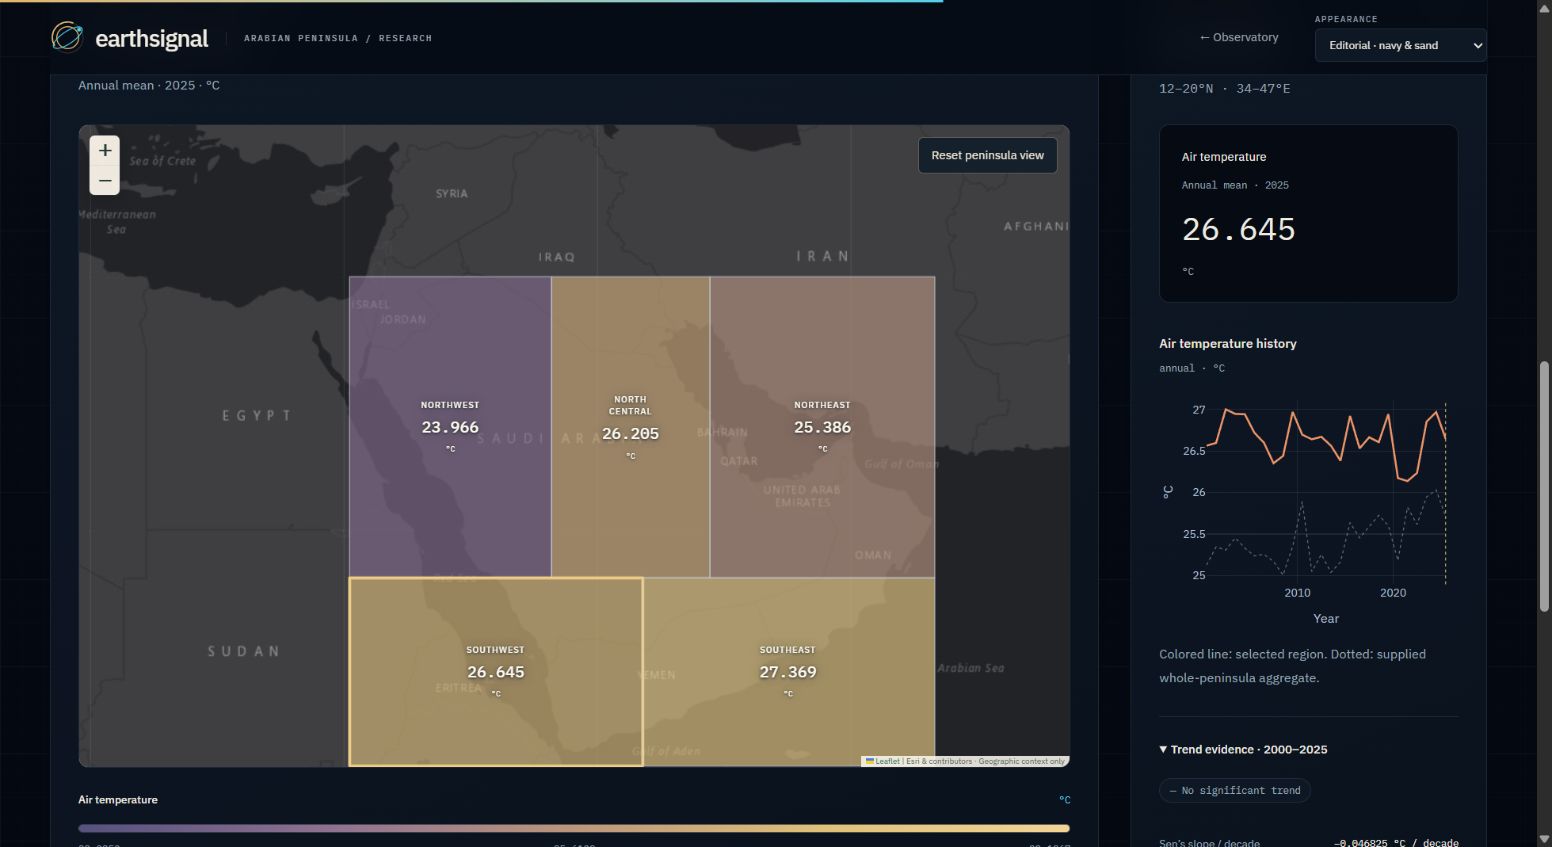 earthsignal
ARABIAN PENINSULA / RESEARCH
← Observatory
APPEARANCE
Editorial · navy & sand
Annual mean · 2025 · °C
+
−
Reset peninsula view
Sea of Crete
Mediterranean
Sea
SYRIA
AFGHANI
IRAQ
IRAN
ISRAEL
JORDAN
EGYPT
NORTHWEST
23.966
°C
NORTH
CENTRAL
26.205
°C
NORTHEAST
25.386
°C
SAUDI ARA
BAHRAIN
QATAR
Gulf of Oman
UNITED ARAB
EMIRATES
OMAN
Red Sea
SUDAN
SOUTHWEST
26.645
°C
ERITREA
YEMEN
SOUTHEAST
27.369
°C
Arabian Sea
Gulf of Aden
Leaflet | Esri & contributors · Geographic context only
Air temperature
°C
12–20°N · 34–47°E
Air temperature
Annual mean · 2025
26.645
°C
Air temperature history
annual · °C
27
26.5
26
25.5
25
°C
2010
2020
Year
Colored line: selected region. Dotted: supplied
whole-peninsula aggregate.
▼ Trend evidence · 2000–2025
— No significant trend
Sen's slope / decade
−0.046825 °C / decade